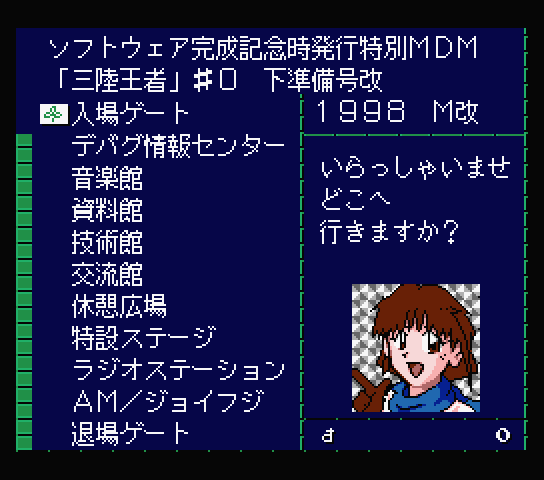 ソフトウェア完成記念時発行特別MDM
「三陸王者」#0 下準備号改
入場ゲート
デバグ情報センター
音楽館
資料館
技術館
交流館
休憩広場
特設ステージ
ラジオステーション
AM/ジョイフジ
退場ゲート
1998 M改
いらっしゃいませ
どこへ
行きますか?
0